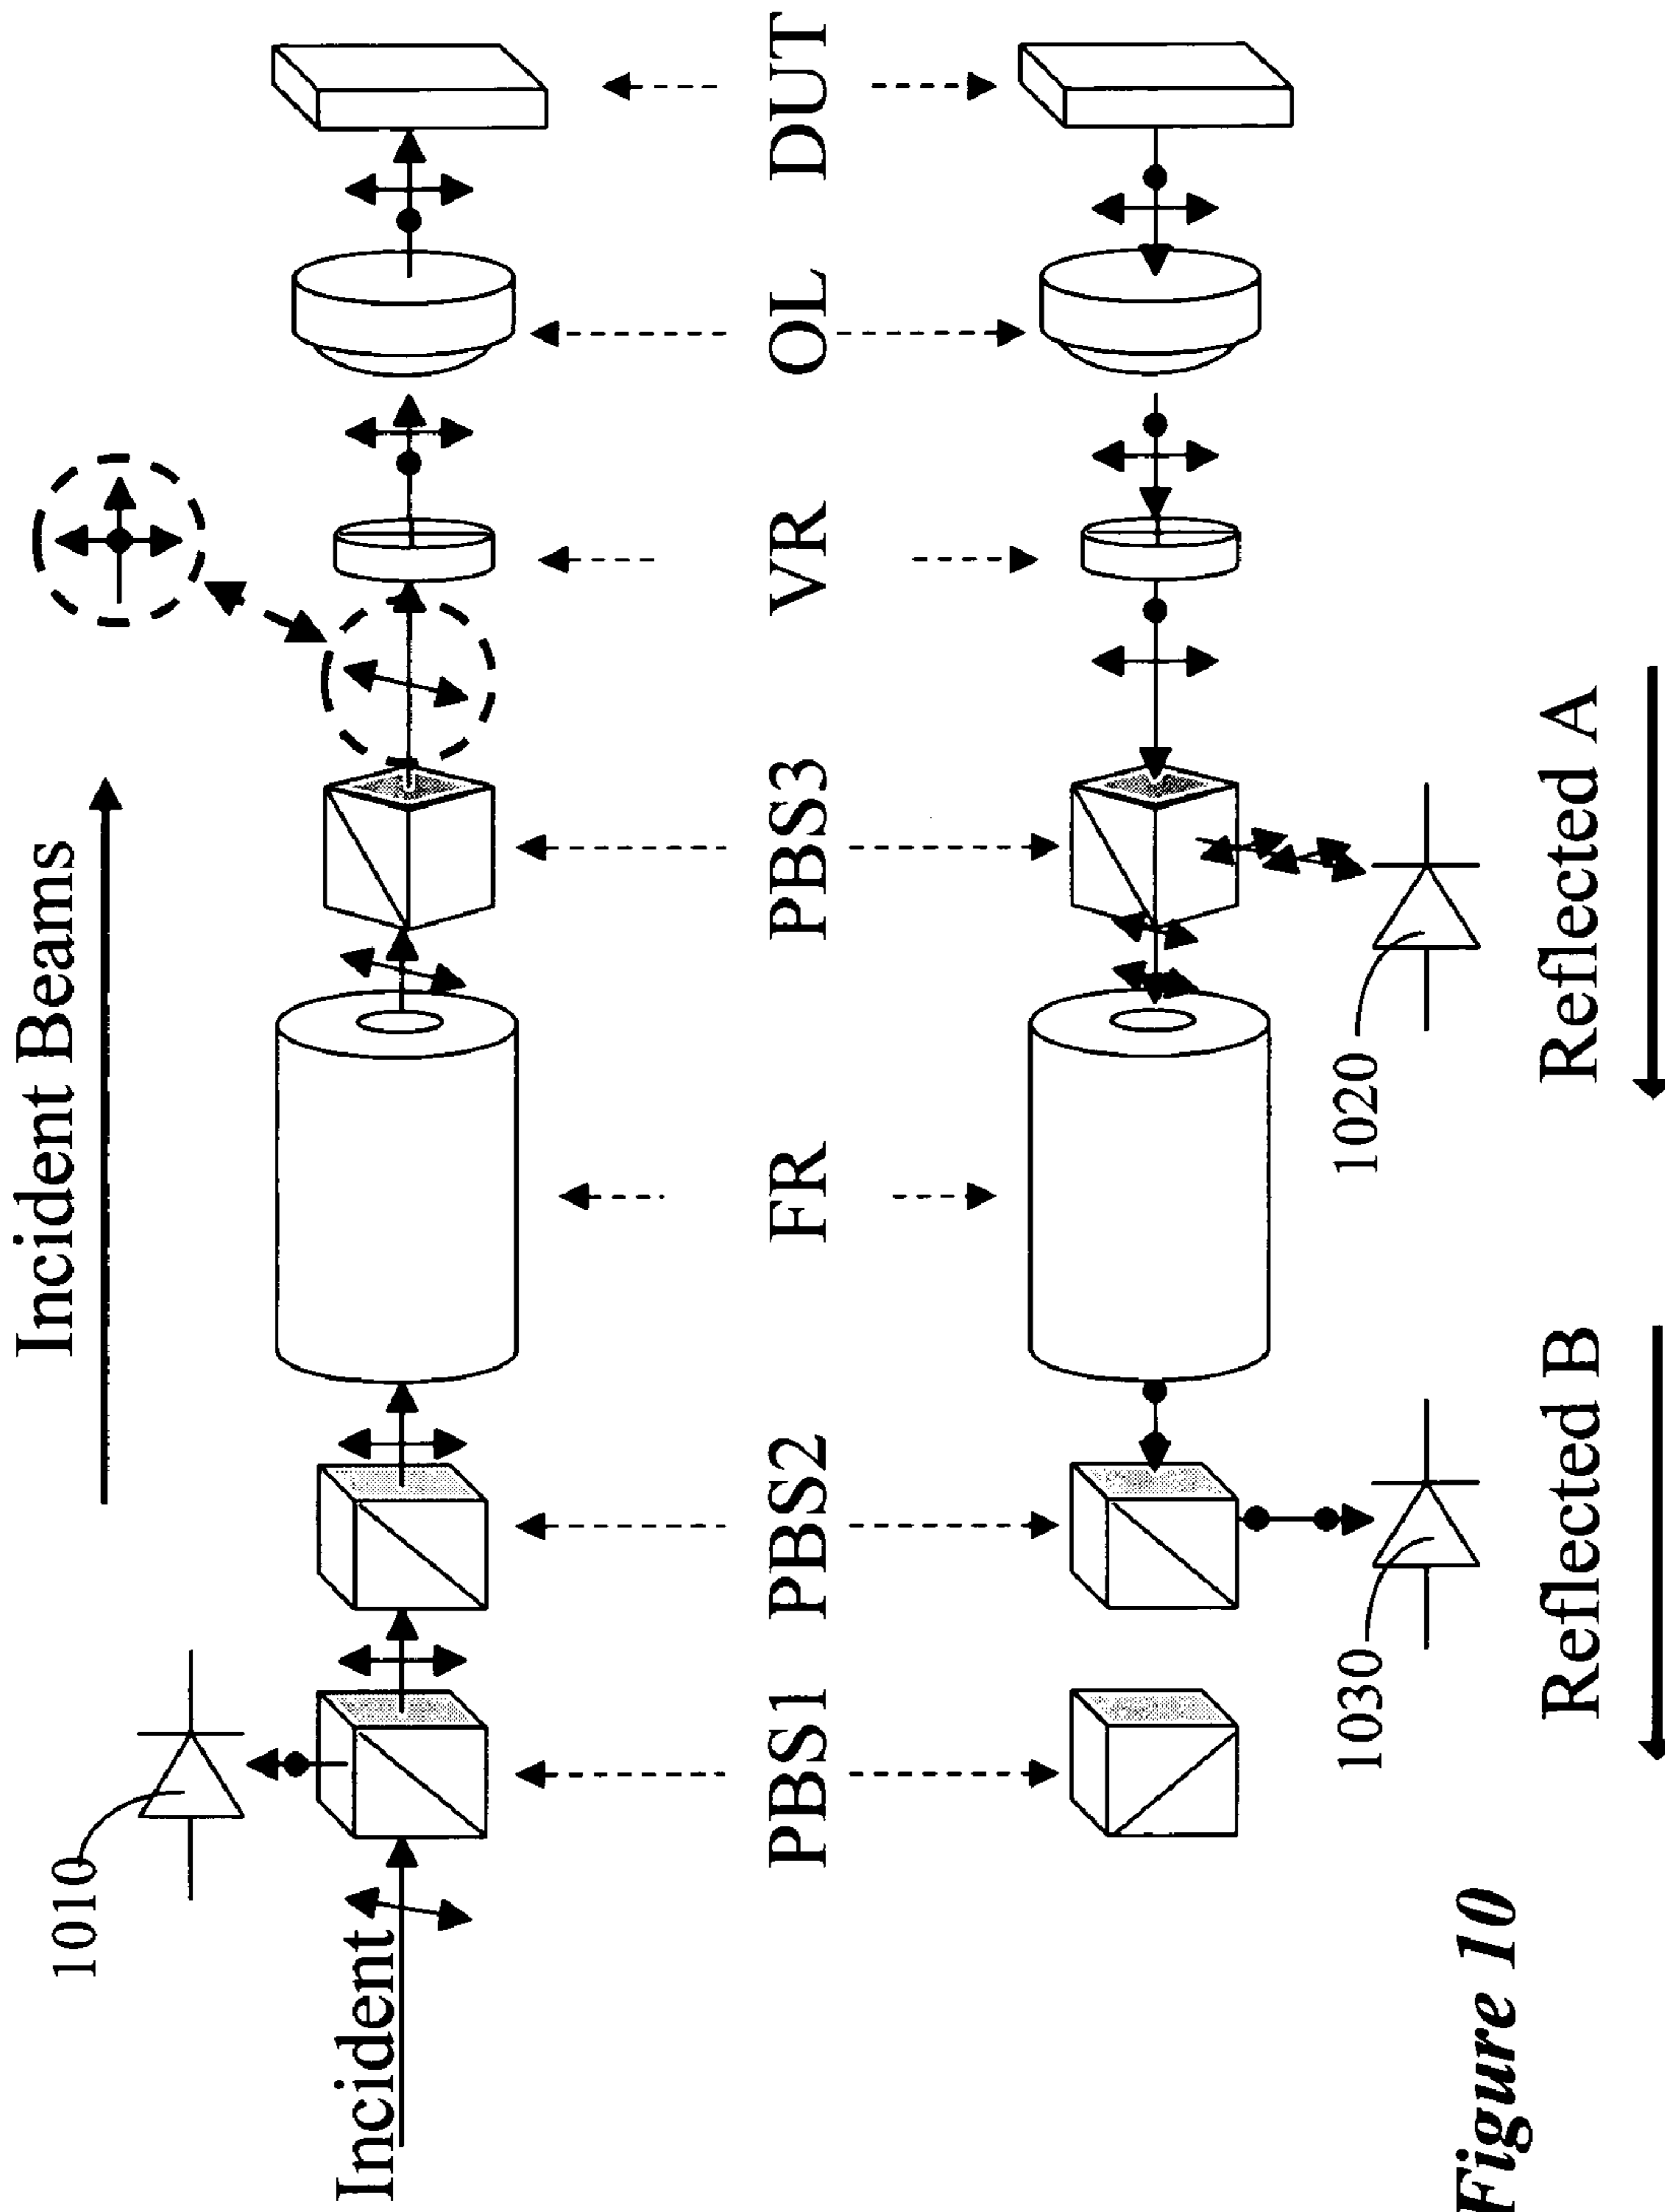 Incident Beams
1010
Incident
PBS1 PBS2 FR PBS3 VR OL DUT
1030
1020
Reflected B Reflected A
Figure 10